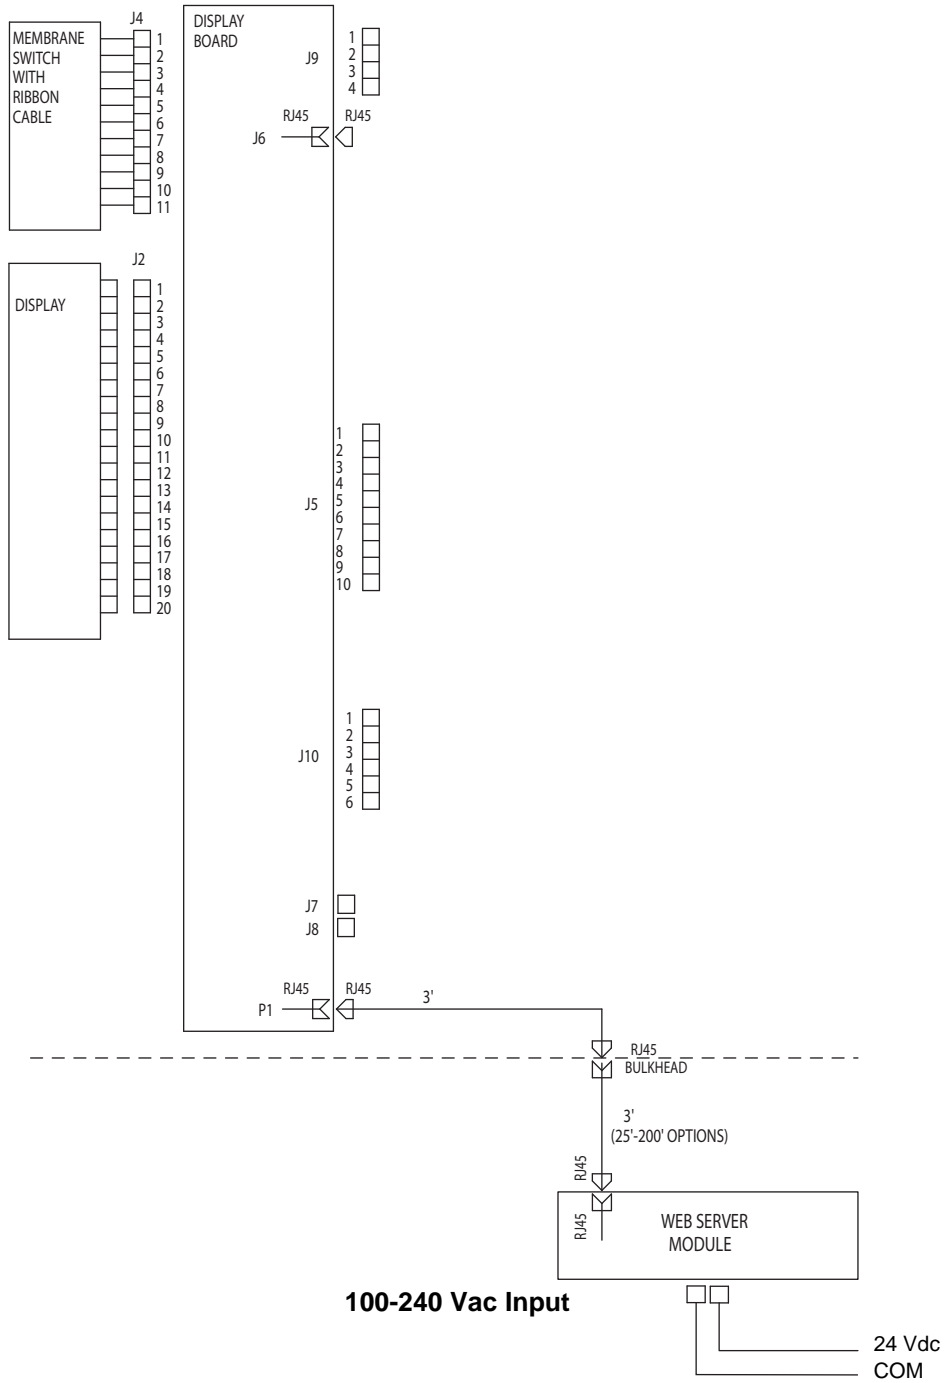 J4
MEMBRANE
SWITCH
WITH
RIBBON
CABLE
1
2
3
4
5
6
7
8
9
10
11
DISPLAY
BOARD
J9
1
2
3
4
RJ45
RJ45
J6
J2
DISPLAY
1
2
3
4
5
6
7
8
9
10
11
12
13
14
15
16
17
18
19
20
J5
1
2
3
4
5
6
7
8
9
10
J10
1
2
3
4
5
6
J7
J8
RJ45
RJ45
P1
3'
RJ45
BULKHEAD
3'
(25'-200' OPTIONS)
RJ45
RJ45
WEB SERVER
MODULE
100-240 Vac Input
24 Vdc
COM